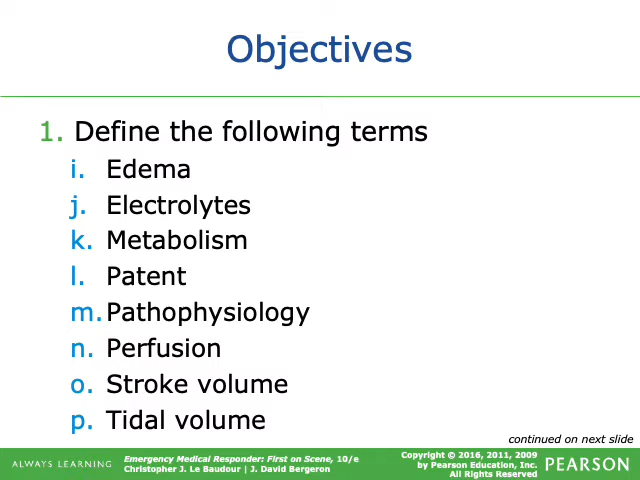 Objectives
1. Define the following terms
i. Edema
j. Electrolytes
k. Metabolism
l. Patent
m. Pathophysiology
n. Perfusion
o. Stroke volume
p. Tidal volume
continued on next slide
ALWAYS LEARNING
Emergency Medical Responder: First on Scene, 10/e
Christopher J. Le Baudour | J. David Bergeron
Copyright © 2016, 2011, 2009
by Pearson Education, Inc.
All Rights Reserved
PEARSON